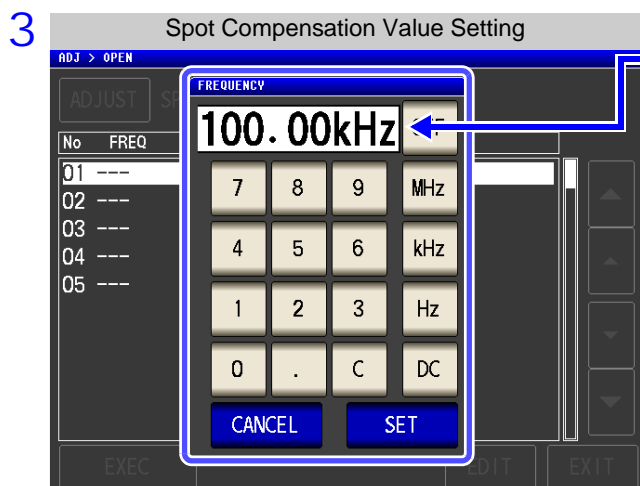 3 Spot Compensation Value Setting
ADJ > OPEN
ADJUST
FREQUENCY
100.00kHz
No FREQ
01 ---
02 ---
03 ---
04 ---
05 ---
7 8 9 MHz
4 5 6 kHz
1 2 3 Hz
0 . C DC
CANCEL SET
EXEC EDIT EXIT